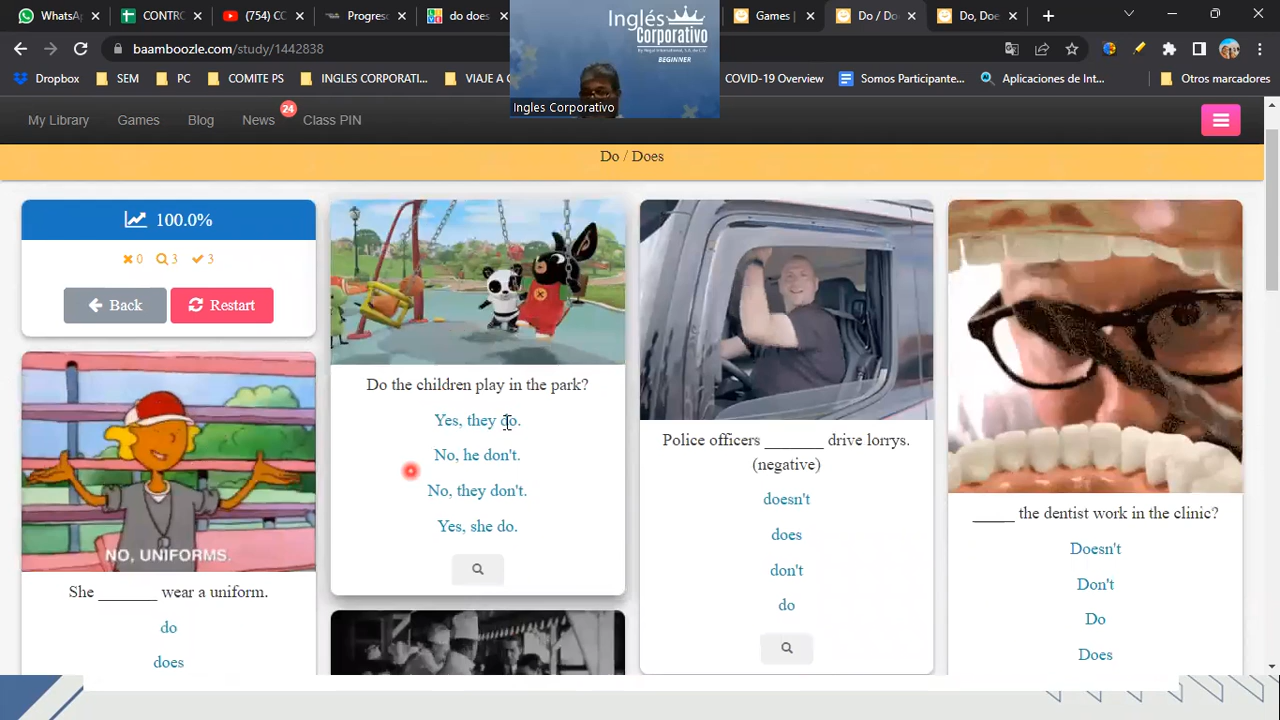 WhatsA
CONTRO
(754) CO
Progreso
do does
Games |
Do / Do
Do, Doe
baamboozle.com/study/1442838
Dropbox
SEM
PC
COMITE PS
INGLES CORPORATI...
VIAJE A
COVID-19 Overview
Somos Participante...
Aplicaciones de Int...
Otros marcadores
Inglés
Corporativo
BEGINNER
Ingles Corporativo
My Library
Games
Blog
News
24
Class PIN
Do / Does
100.0%
0
3
3
Back
Restart
NO, UNIFORMS.
She _______ wear a uniform.
do
does
Do the children play in the park?
Yes, they do.
No, he don't.
No, they don't.
Yes, she do.
Police officers _______ drive lorrys.
(negative)
doesn't
does
don't
do
_____ the dentist work in the clinic?
Doesn't
Don't
Do
Does